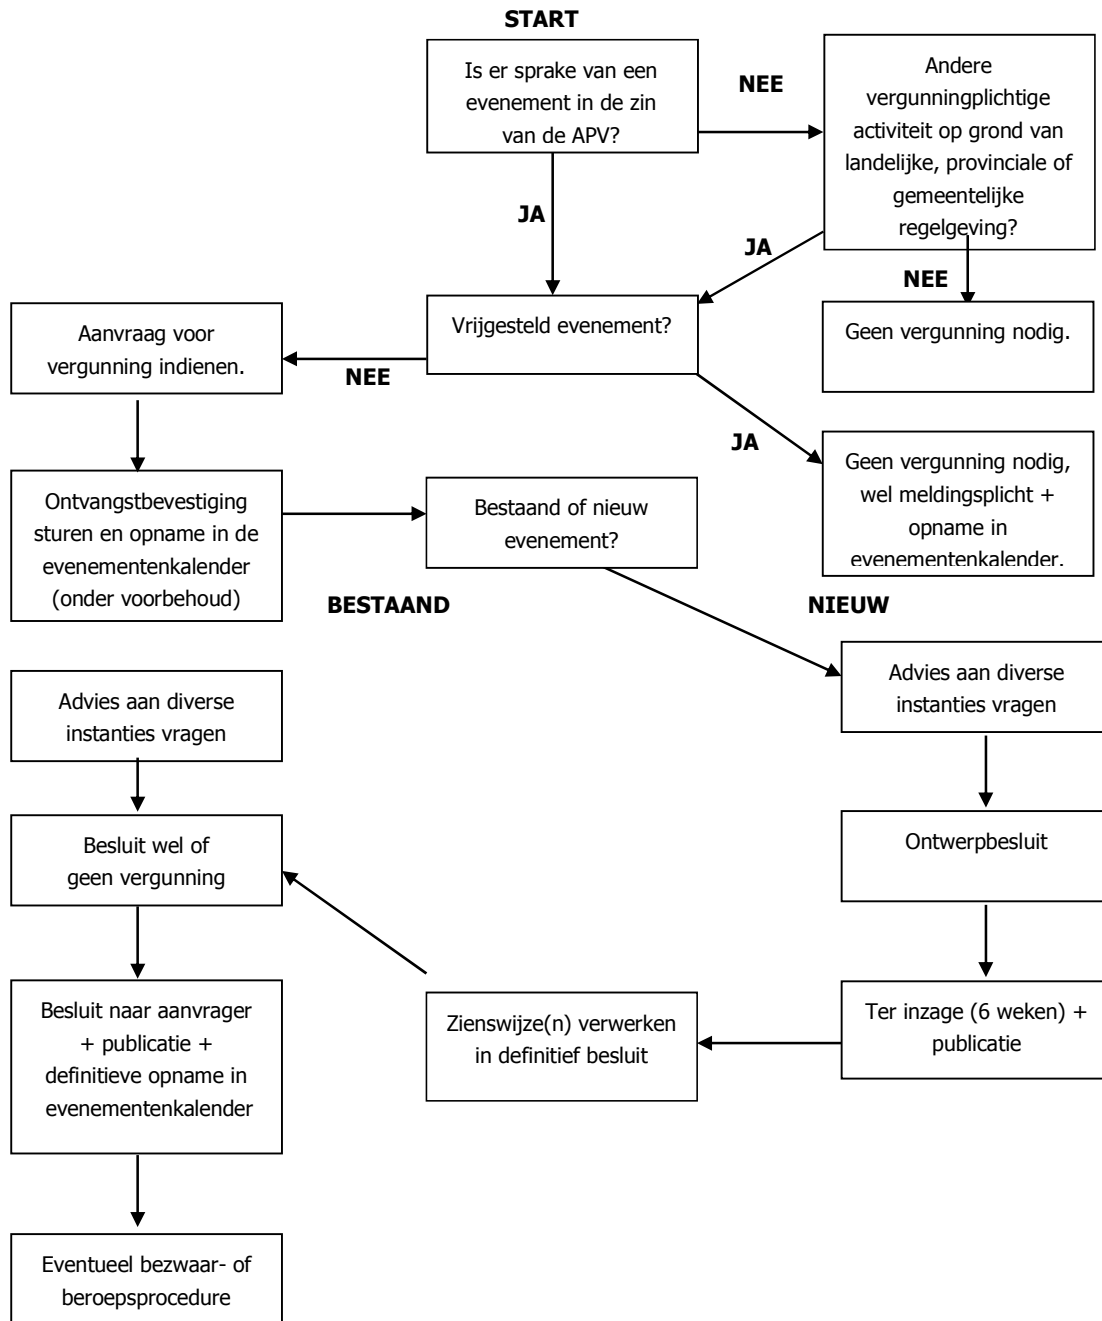 START
Is er sprake van een
evenement in de zin
van de APV?
NEE
Andere
vergunningplichtige
activiteit op grond van
landelijke, provinciale of
gemeentelijke
regelgeving?
JA
JA
NEE
Aanvraag voor
vergunning indienen.
NEE
Vrijgesteld evenement?
Geen vergunning nodig.
JA
Geen vergunning nodig,
wel meldingsplicht +
opname in
evenementenkalender.
Ontvangstbevestiging
sturen en opname in de
evenementenkalender
(onder voorbehoud)
Bestaand of nieuw
evenement?
BESTAAND
NIEUW
Advies aan diverse
instanties vragen
Advies aan diverse
instanties vragen
Besluit wel of
geen vergunning
Ontwerpbesluit
Besluit naar aanvrager
+ publicatie +
definitieve opname in
evenementenkalender
Zienswijze(n) verwerken
in definitief besluit
Ter inzage (6 weken) +
publicatie
Eventueel bezwaar- of
beroepsprocedure